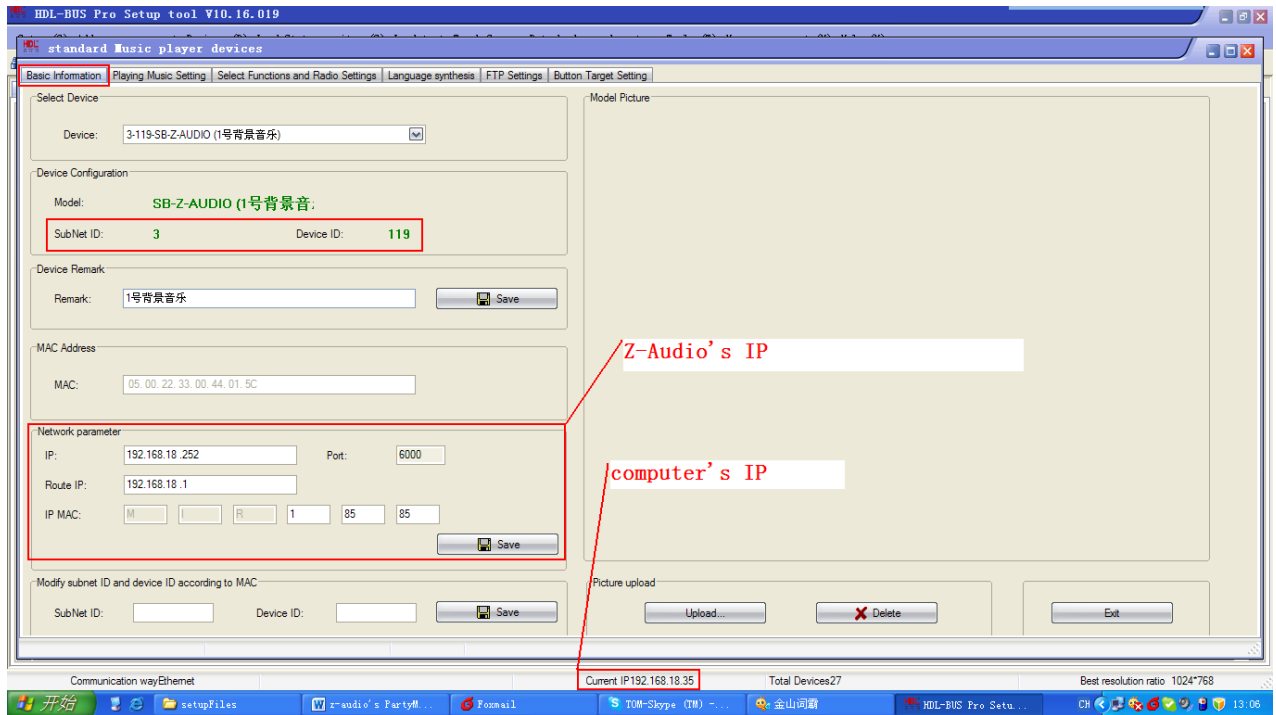 HDL-BUS Pro Setup tool V10.16.019
standard Music player devices
Basic Information Playing Music Setting Select Functions and Radio Settings Language synthesis FTP Settings Button Target Setting
Select Device
Device: 3-119-SB-Z-AUDIO (1号背景音乐)
Model Picture
Device Configuration
Model: SB-Z-AUDIO (1号背景音
SubNet ID: 3 Device ID: 119
Device Remark
Remark: 1号背景音乐 Save
MAC Address
MAC: 05. 00. 22. 33. 00. 44. 01. 5C
Z-Audio's IP
Network parameter
IP: 192.168.18 .252 Port: 6000
Route IP: 192.168.18 .1
IP MAC: M I R 1 85 85
Save
computer's IP
Modify subnet ID and device ID according to MAC
SubNet ID: Device ID: Save
Picture upload
Upload... Delete Exit
Communication wayEthernet Current IP192.168.18.35 Total Devices27 Best resolution ratio 1024*768
开始 setupFiles z-audio's PartyM... Foxmail TOM-Skype (TM) -... 金山词霸 HDL-BUS Pro Setu... CH 13:06